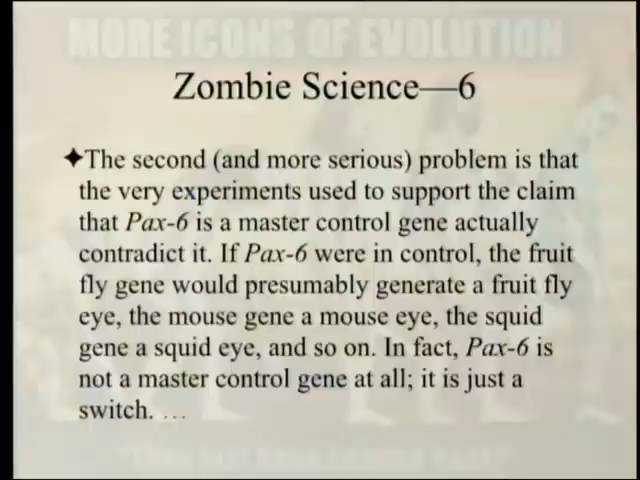 MORE ICONS OF EVOLUTION
Zombie Science—6
✦The second (and more serious) problem is that
the very experiments used to support the claim
that Pax-6 is a master control gene actually
contradict it. If Pax-6 were in control, the fruit
fly gene would presumably generate a fruit fly
eye, the mouse gene a mouse eye, the squid
gene a squid eye, and so on. In fact, Pax-6 is
not a master control gene at all; it is just a
switch. …